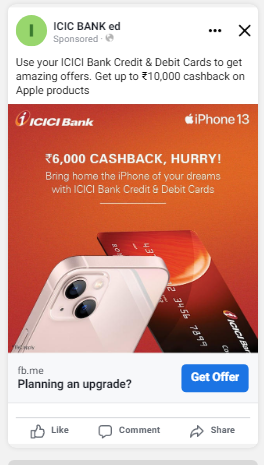 I
ICIC BANK ed
Sponsored ·
Use your ICICI Bank Credit & Debit Cards to get
amazing offers. Get up to ₹10,000 cashback on
Apple products
ICICI Bank
iPhone 13
₹6,000 CASHBACK, HURRY!
Bring home the iPhone of your dreams
with ICICI Bank Credit & Debit Cards
3456 7899
ICICI Bank
fb.me
Planning an upgrade?
Get Offer
Like
Comment
Share